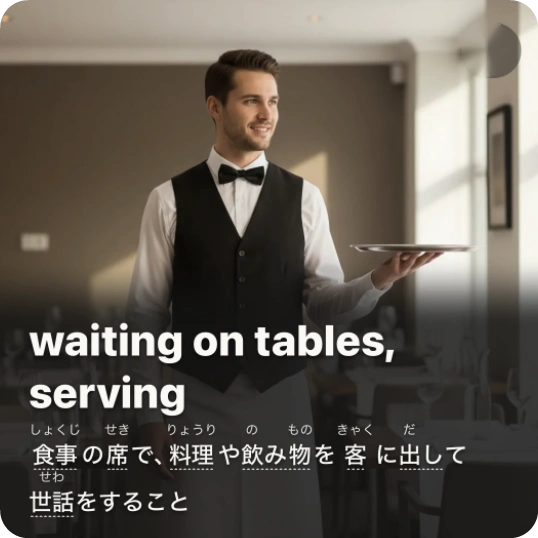 waiting on tables,
serving
しょくじ せき りょうり の もの きゃく だ
食事の席で、料理や飲み物を客に出して
せわ
世話をすること